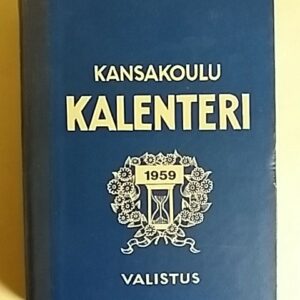 KANSAKOULU
KALENTERI
1959
VALISTUS